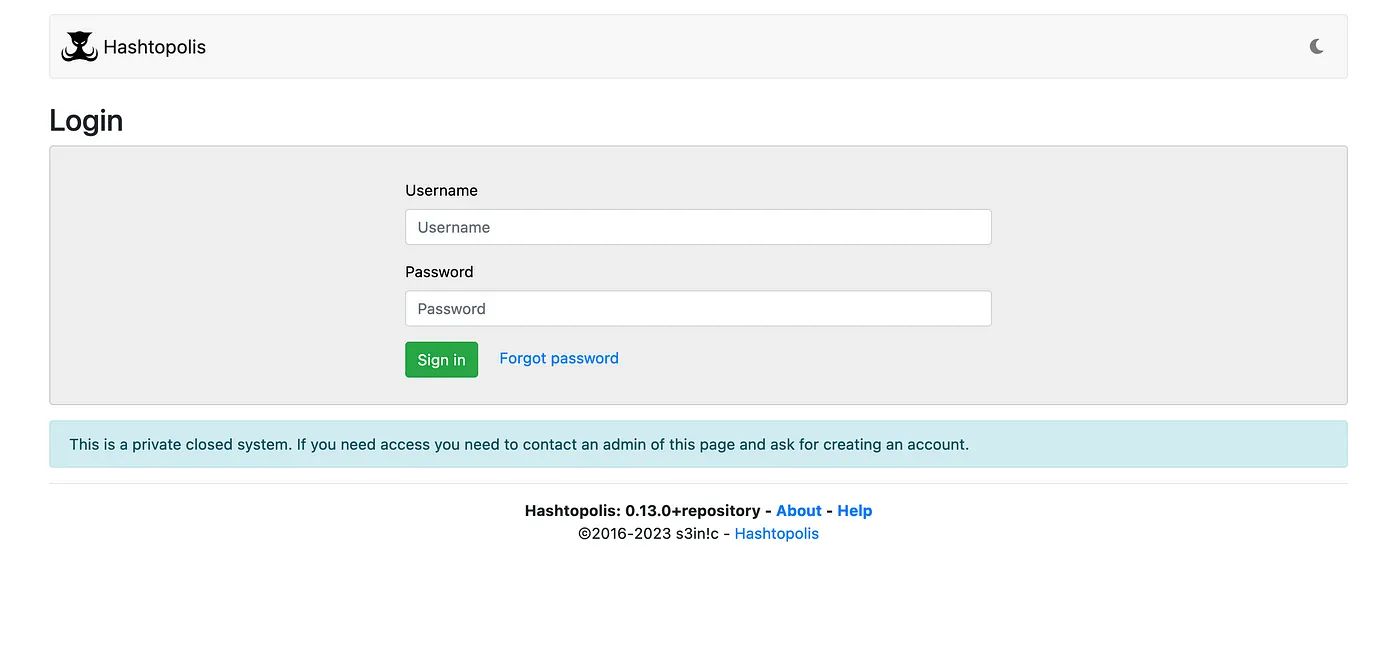 Hashtopolis
Login
Username
Username
Password
Password
Sign in Forgot password
This is a private closed system. If you need access you need to contact an admin of this page and ask for creating an account.
Hashtopolis: 0.13.0+repository - About - Help
©2016-2023 s3in!c - Hashtopolis